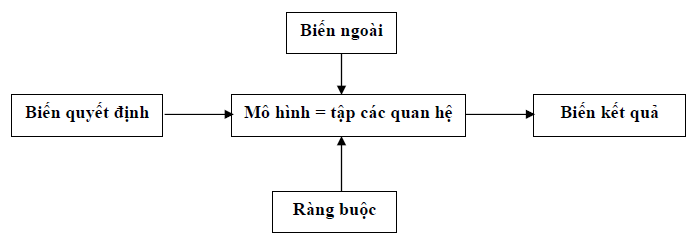 Biến ngoài
Biến quyết định
Mô hình = tập các quan hệ
Biến kết quả
Ràng buộc